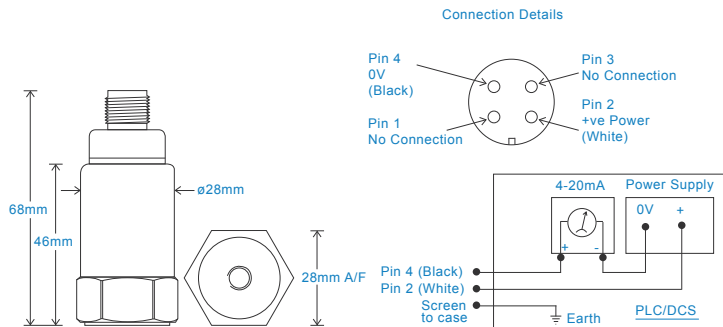 Connection Details
Pin 4
0V
(Black)
Pin 3
No Connection
Pin 1
No Connection
Pin 2
+ve Power
(White)
68mm
46mm
ø28mm
28mm A/F
4-20mA
Power Supply
0V
+
+
-
Pin 4 (Black)
Pin 2 (White)
Screen
to case
Earth
PLC/DCS